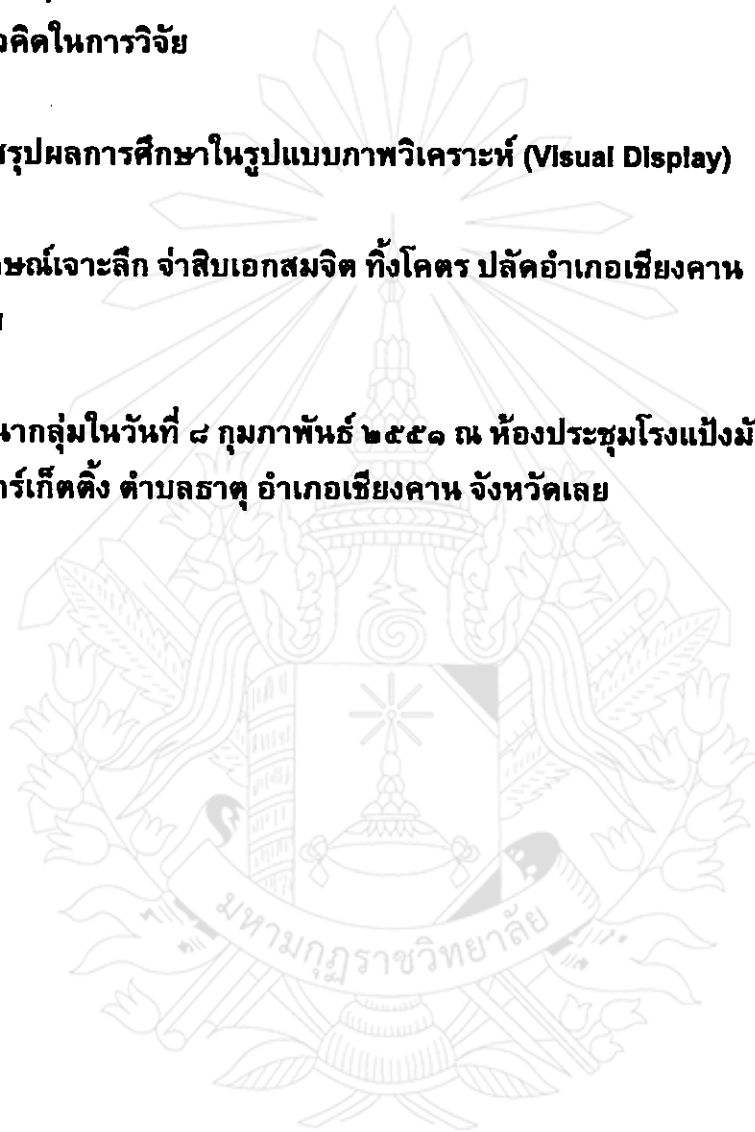 วคิดในการวิจัย
สรุปผลการศึกษาในรูปแบบภาพวิเคราะห์ (Visual Display)
าษณ์เจาะลึก จ่าสิบเอกสมจิต ทิ้งโคตร ปลัดอำเภอเชียงคาน
นากลุ่มในวันที่ ๘ กุมภาพันธ์ ๒๕๕๑ ณ ห้องประชุมโรงแป้งมั
าร์เก็ตติ้ง ตำบลธาตุ อำเภอเชียงคาน จังหวัดเลย
มหามกุฏราชวิทยาลัย